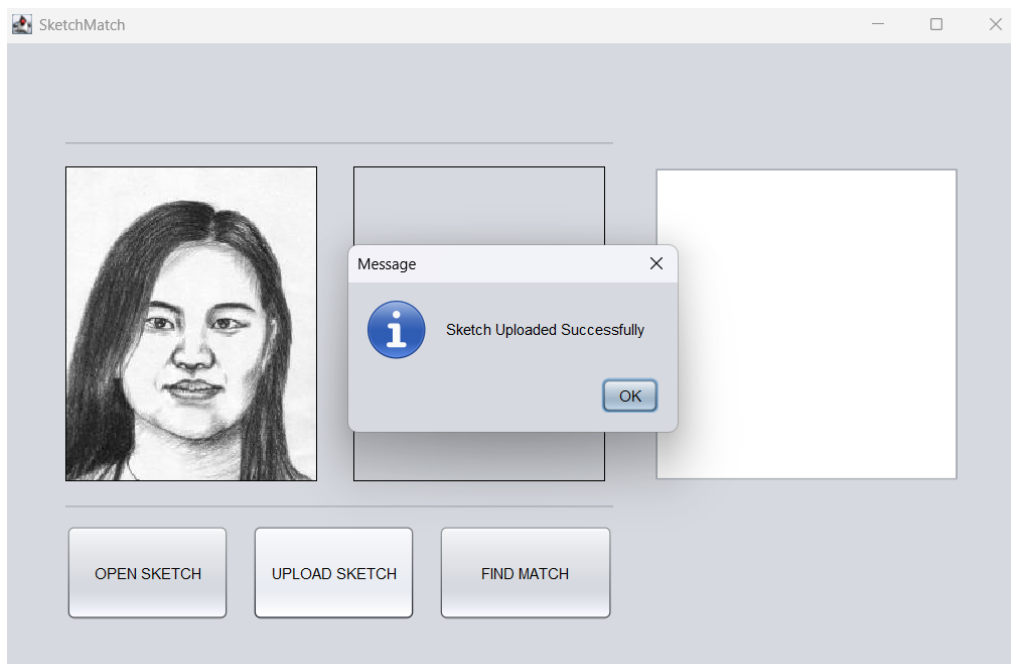 SketchMatch
Message
Sketch Uploaded Successfully
OK
OPEN SKETCH
UPLOAD SKETCH
FIND MATCH